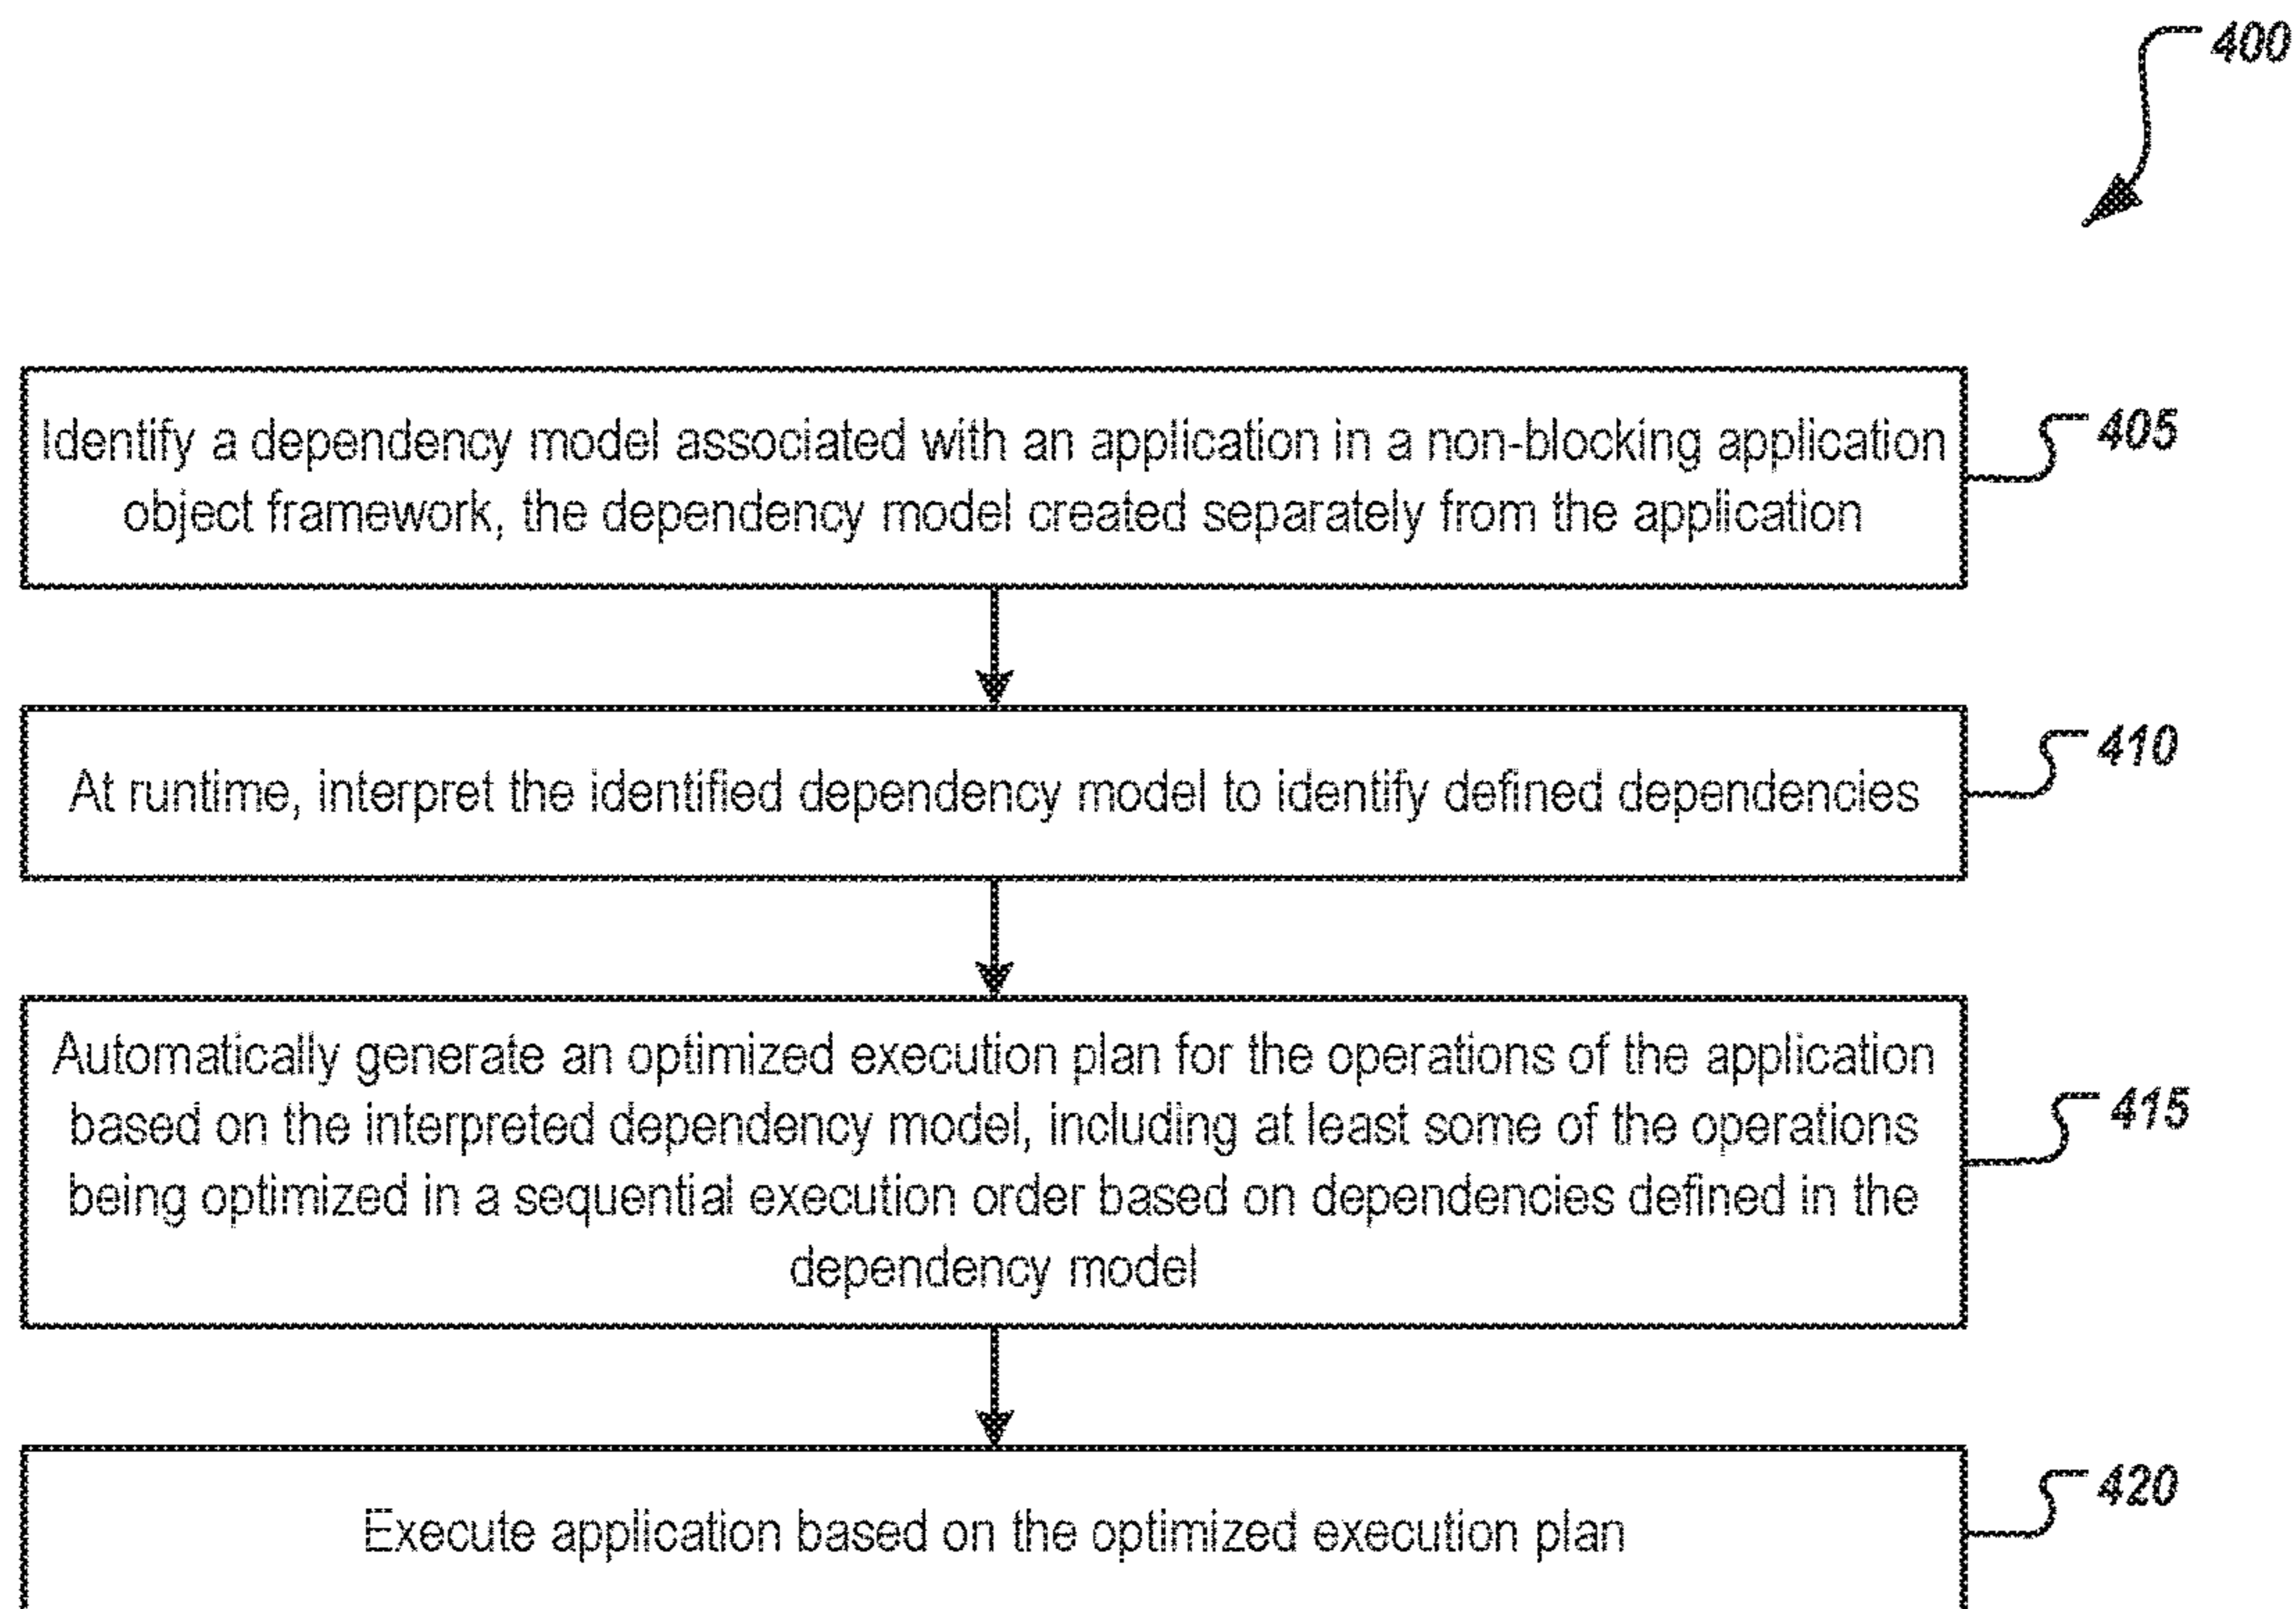 400
Identify a dependency model associated with an application in a non-blocking application
object framework, the dependency model created separately from the application
405
At runtime, interpret the identified dependency model to identify defined dependencies
410
Automatically generate an optimized execution plan for the operations of the application
based on the interpreted dependency model, including at least some of the operations
being optimized in a sequential execution order based on dependencies defined in the
dependency model
415
Execute application based on the optimized execution plan
420